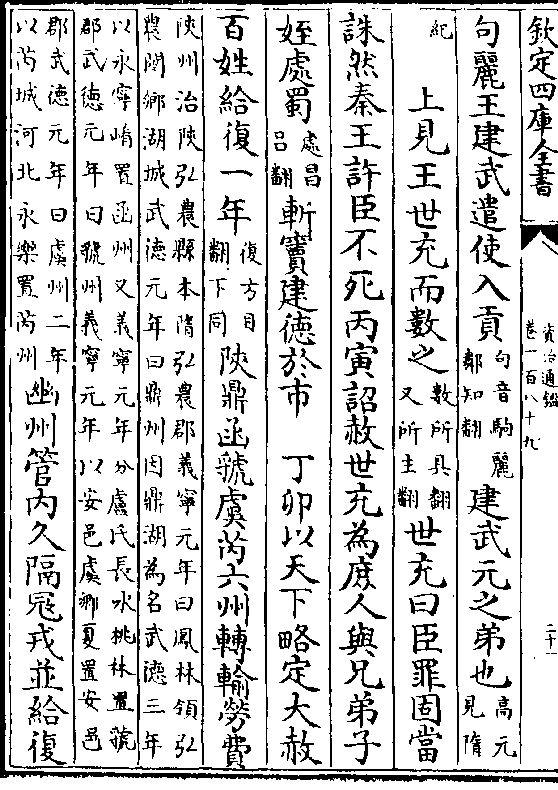 欽定四庫全書
資治通鑑
卷一百八十九
二十一
句麗王建武遣使入貢句音駒麗鄰知翻建武元之弟也高元見隋
紀
上見王世充而數之數所具翻又所主翻世充曰臣罪固當
誅然秦王許臣不死丙寅詔赦世充為庶人與兄弟子
姪處蜀處昌呂翻斬竇建德於市　丁卯以天下略定大赦
百姓給復一年復方目翻下同陝鼎函虢虞芮六州轉輸勞費
陝州治陝弘農縣本隋弘農郡義寧元年曰鳳林領弘
農閿鄉湖城武德元年曰鼎州因鼎湖為名武德三年
以永寧崤置函州又義寧元年分盧氏長水桃林置虢
郡武德元年曰虢州義寧元年以安邑虞鄉夏置安邑
郡武德元年曰虞州二年以芮城河北永樂置芮州幽州管內久隔寇戎並給復